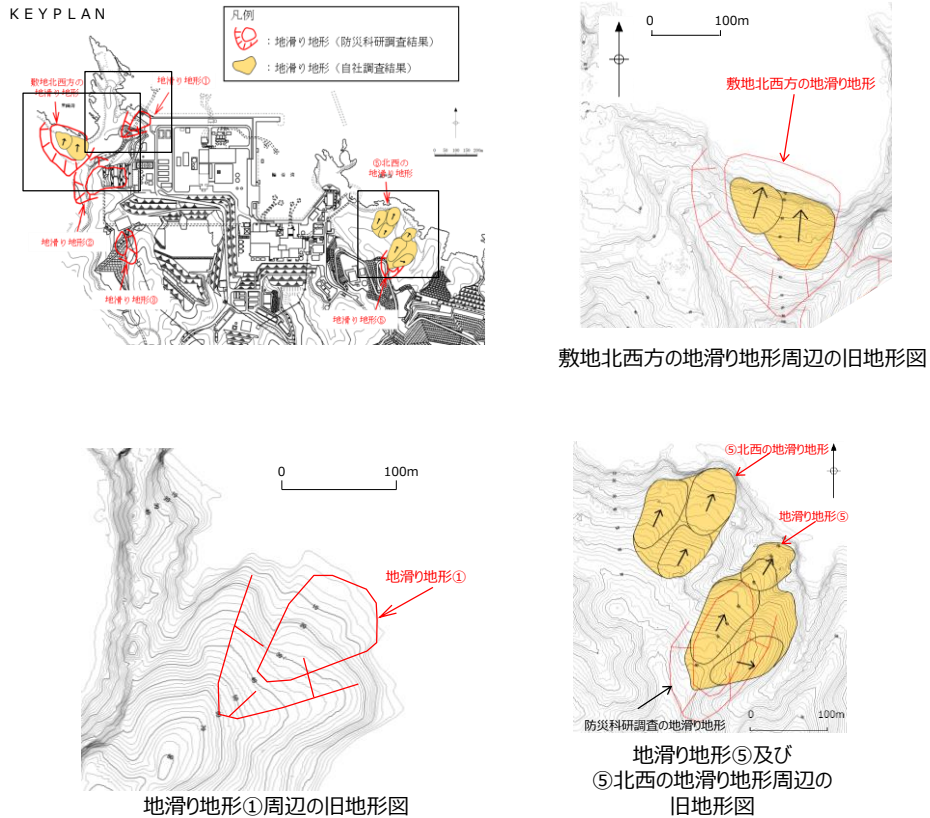 KEYPLAN
凡例
：地滑り地形（防災科研調査結果）
：地滑り地形（自社調査結果）
敷地北西方の
地滑り地形
地滑り地形①
地滑り地形②
地滑り地形③
⑤北西の
地滑り地形
地滑り地形⑤
0 100m
敷地北西方の地滑り地形
敷地北西方の地滑り地形周辺の旧地形図
0 100m
地滑り地形①
地滑り地形①周辺の旧地形図
⑤北西の地滑り地形
地滑り地形⑤
防災科研調査の地滑り地形
0 100m
地滑り地形⑤及び
⑤北西の地滑り地形周辺の
旧地形図